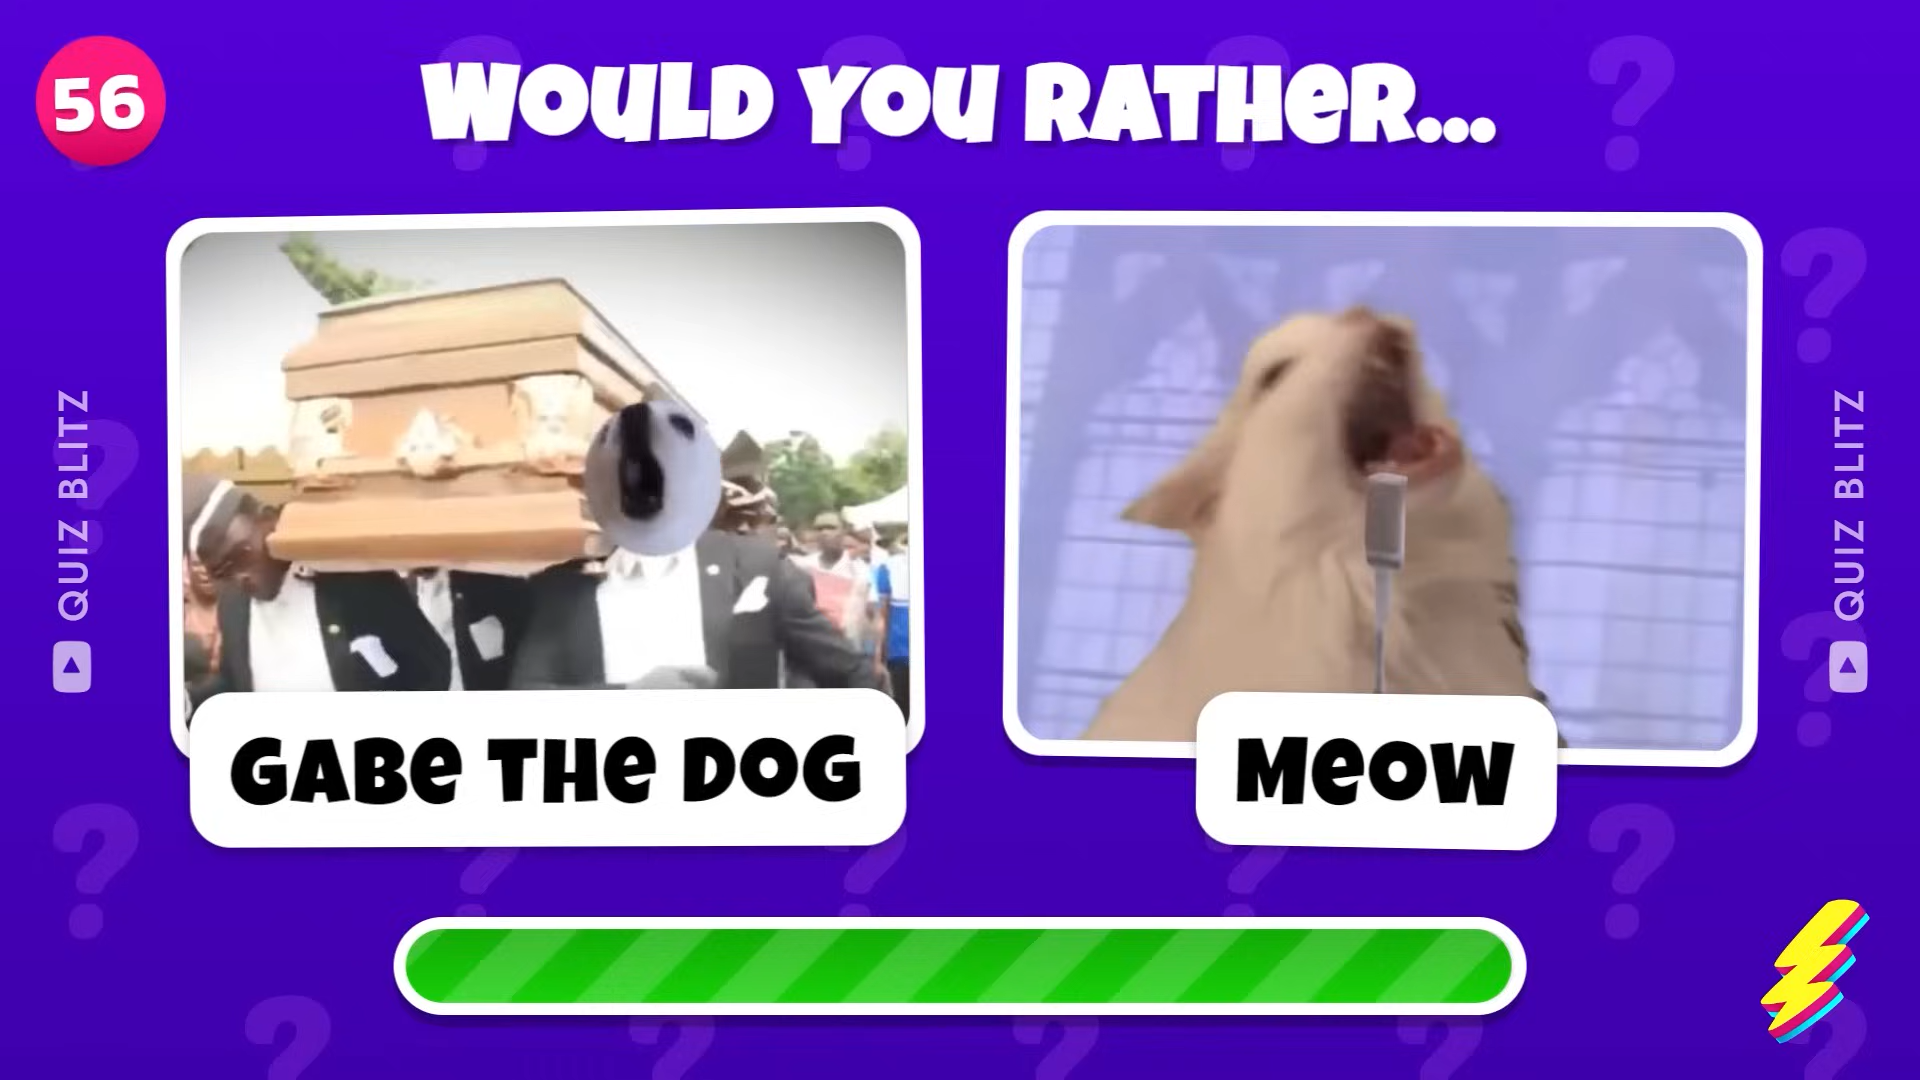 56
WOULD YOU RATHER...
QUIZ BLITZ
QUIZ BLITZ
GABE THE DOG
MEOW